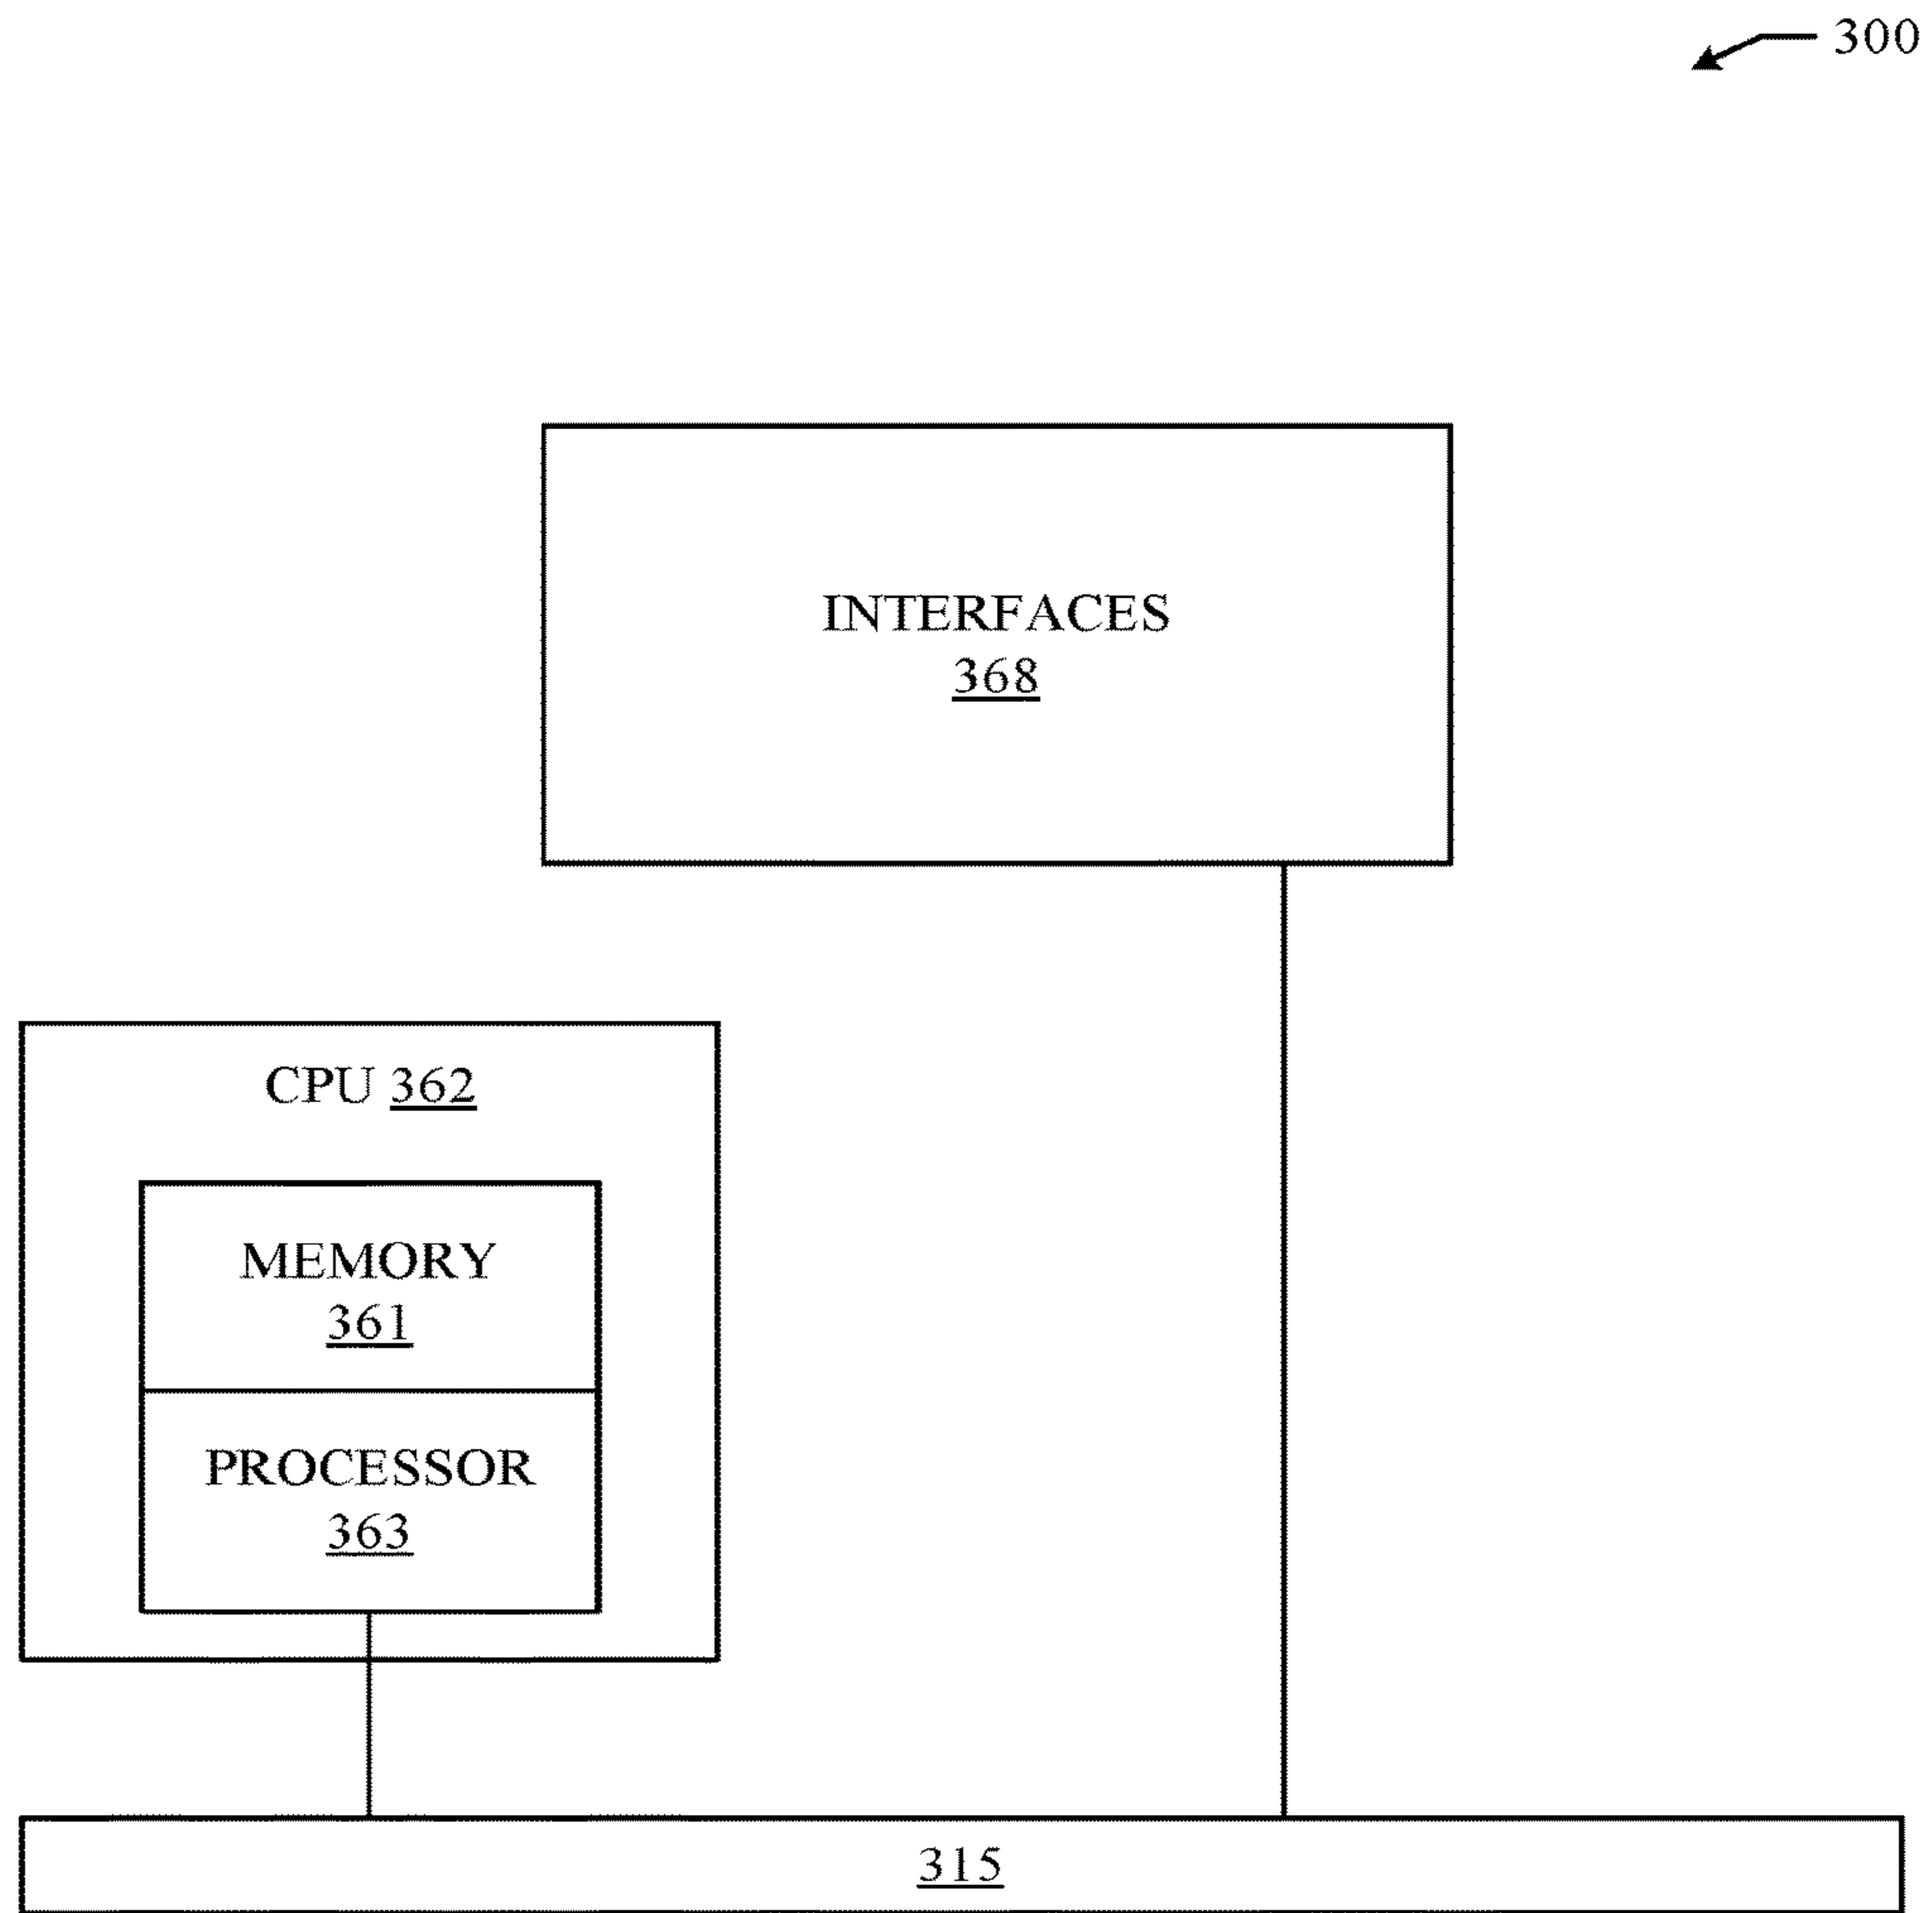 300
INTERFACES
368
CPU 362
MEMORY
361
PROCESSOR
363
315